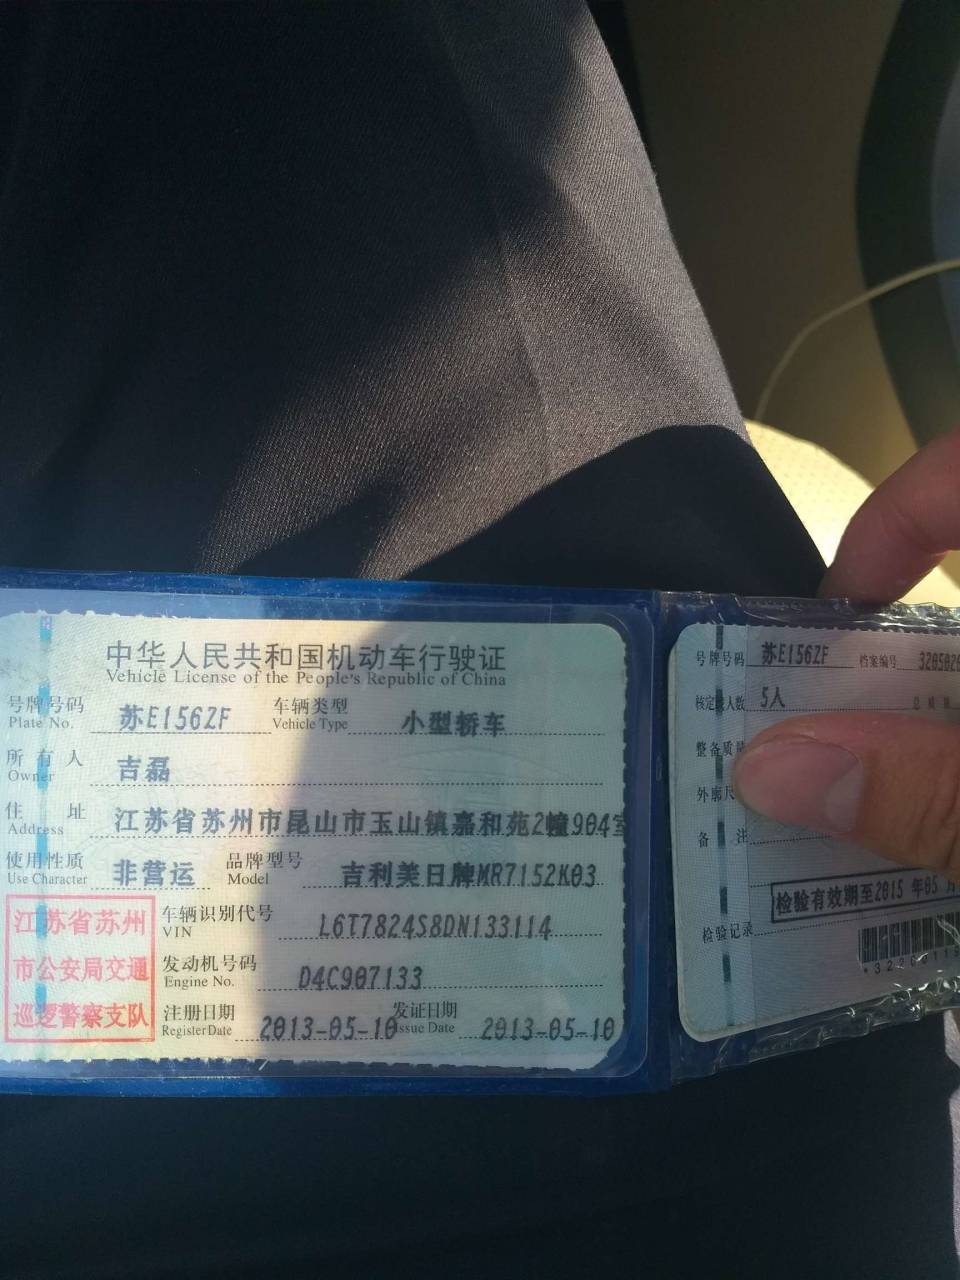 中华人民共和国机动车行驶证
Vehicle License of the People's Republic of China
号牌号码 苏E156ZF 车辆类型 小型轿车
Plate No. Vehicle Type
所有人 吉磊
Owner
住址 江苏省苏州市昆山市玉山镇嘉和苑2幢904室
Address
使用性质 非营运 品牌型号 吉利美日牌MR7152K03
Use Character Model
江苏省苏州
市公安局交通
巡逻警察支队
车辆识别代号 L6T7824S8DN133114
VIN
发动机号码 D4C907133
Engine No.
注册日期 2013-05-10 发证日期 2013-05-10
Register Date Issue Date
号牌号码 苏E156ZF 档案编号 3205020
核定载人数 5人 总质
整备质量
外廓尺
备注
检验有效期至2015年05月
检验记录